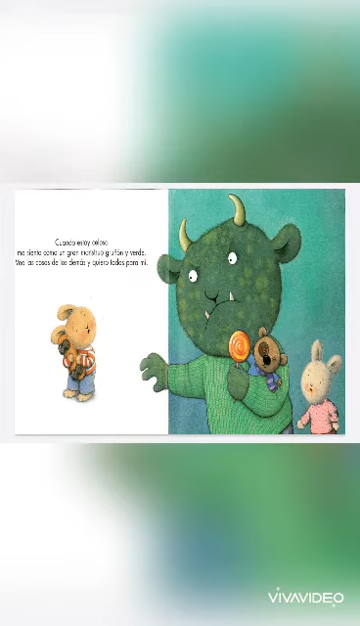 Cuando estoy celoso
me siento como un gran monstruo gruñón y verde.
Veo las cosas de los demás y quiero todas para mí.
VIVAVIDEO